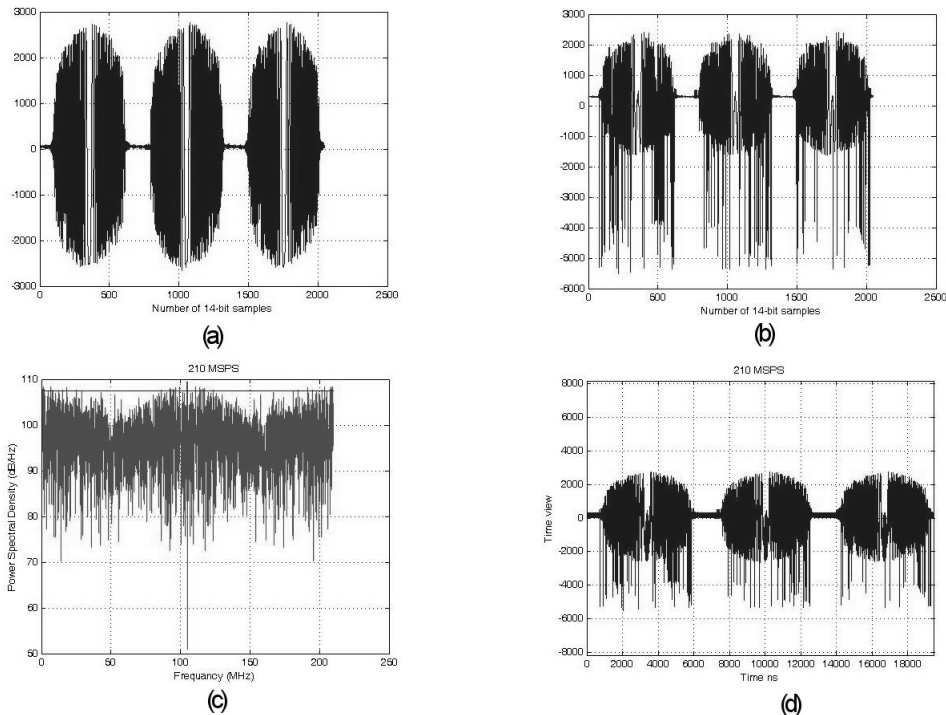 3000
2000
1000
0
-1000
-2000
-3000
0 500 1000 1500 2000 2500
Number of 14-bit samples
(a)
3000
2000
1000
0
-1000
-2000
-3000
-4000
-5000
-6000
0 500 1000 1500 2000 2500
Number of 14-bit samples
(b)
210 MSPS
Power Spectral Density (dB/Hz)
110
100
90
80
70
60
50
0 50 100 150 200 250
Frequancy (MHz)
(c)
210 MSPS
Time view
8000
6000
4000
2000
0
-2000
-4000
-6000
-8000
0 2000 4000 6000 8000 10000 12000 14000 16000 18000
Time ns
(d)